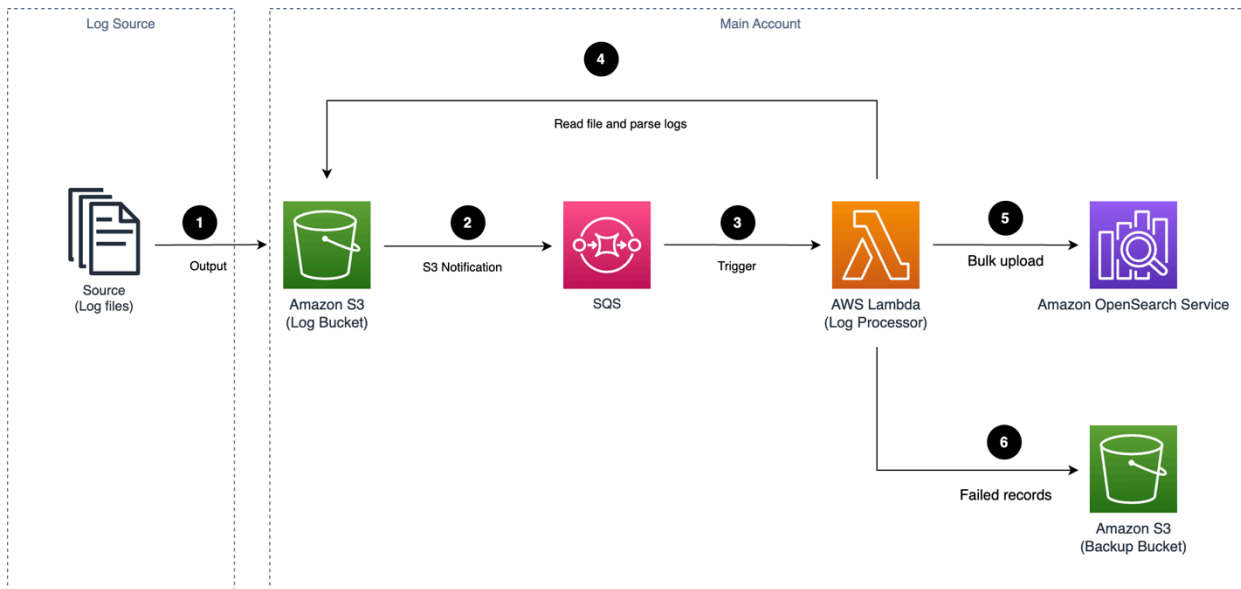 Log Source
Main Account
4
Read file and parse logs
1
2
3
5
Output
S3 Notification
Trigger
Bulk upload
Source
(Log files)
Amazon S3
(Log Bucket)
SQS
AWS Lambda
(Log Processor)
Amazon OpenSearch Service
6
Failed records
Amazon S3
(Backup Bucket)